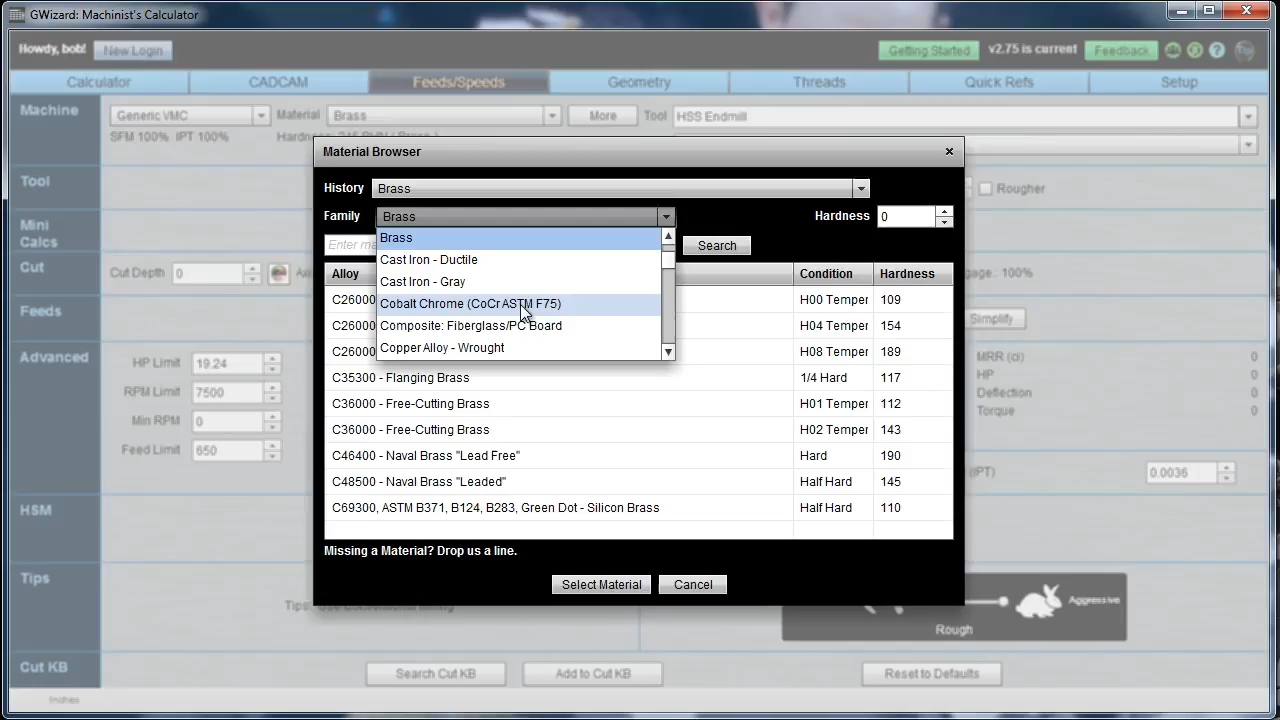 GWizard: Machinist's Calculator
Howdy, bob! New Login Getting Started v2.75 is current Feedback
Calculator CADCAM Feeds/Speeds Geometry Threads Quick Refs Setup
Machine Generic VMC Material Brass More Tool HSS Endmill
SFM 100% IPT 100%
Material Browser
History Brass
Family Brass Hardness 0
Tool Rougher
Brass
Search
Mini
Calcs
Cast Iron - Ductile
Cut Cut Depth 0
Alloy Condition Hardness
Cast Iron - Gray
C26000 H00 Temper 109
Cobalt Chrome (CoCr ASTM F75)
Feeds Simplify
C26000 Composite: Fiberglass/PC Board H04 Temper 154
C26000 Copper Alloy - Wrought H08 Temper 189
Advanced HP Limit 19.24 MRR (ci) 0
HP 0
C35300 - Flanging Brass 1/4 Hard 117
RPM Limit 7500 Deflection 0
C36000 - Free-Cutting Brass H01 Temper 112
Torque 0
Min RPM 0
C36000 - Free-Cutting Brass H02 Temper 143
Feed Limit 650
C46400 - Naval Brass "Lead Free" Hard 190
(IPT) 0.0036
C48500 - Naval Brass "Leaded" Half Hard 145
HSM
C69300, ASTM B371, B124, B283, Green Dot - Silicon Brass Half Hard 110
Missing a Material? Drop us a line.
Tips
Select Material Cancel
Tips:
Aggressive
Rough
Cut KB Search Cut KB Add to Cut KB Reset to Defaults
Inches